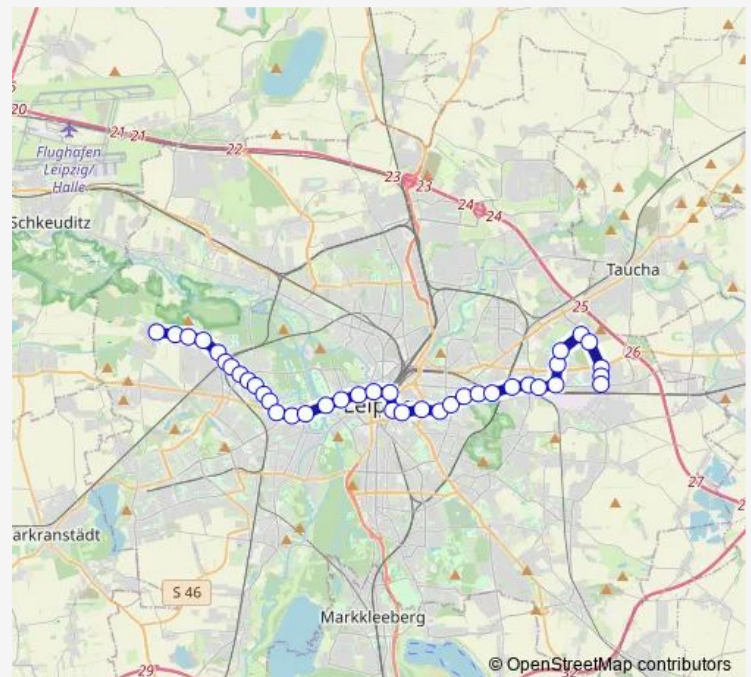 20
21
21
22
Flughafen
Leipzig/
Halle
23
23
24
24
Schkeuditz
Taucha
25
26
Leip
27
arkranstädt
S 46
Markkleeberg
29
© OpenStreetMap contributors